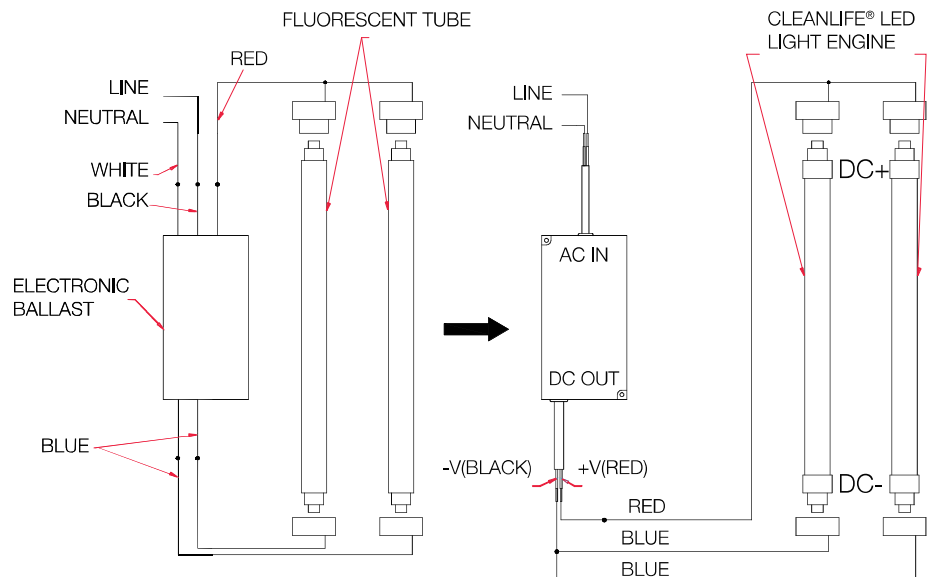 FLUORESCENT TUBE
RED
LINE
NEUTRAL
WHITE
BLACK
ELECTRONIC
BALLAST
BLUE
CLEANLIFE® LED
LIGHT ENGINE
LINE
NEUTRAL
AC IN
DC OUT
-V(BLACK)
+V(RED)
RED
BLUE
BLUE
DC+
DC-